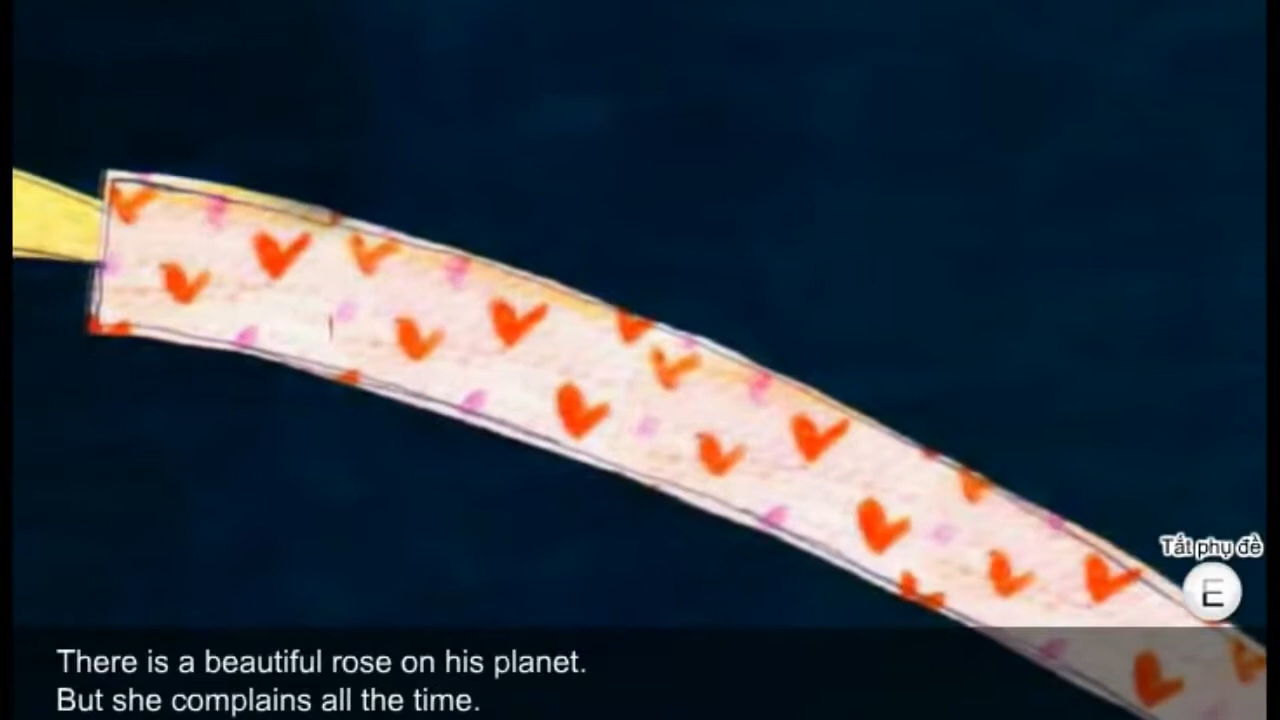 Tắt phụ đề
E
There is a beautiful rose on his planet.
But she complains all the time.